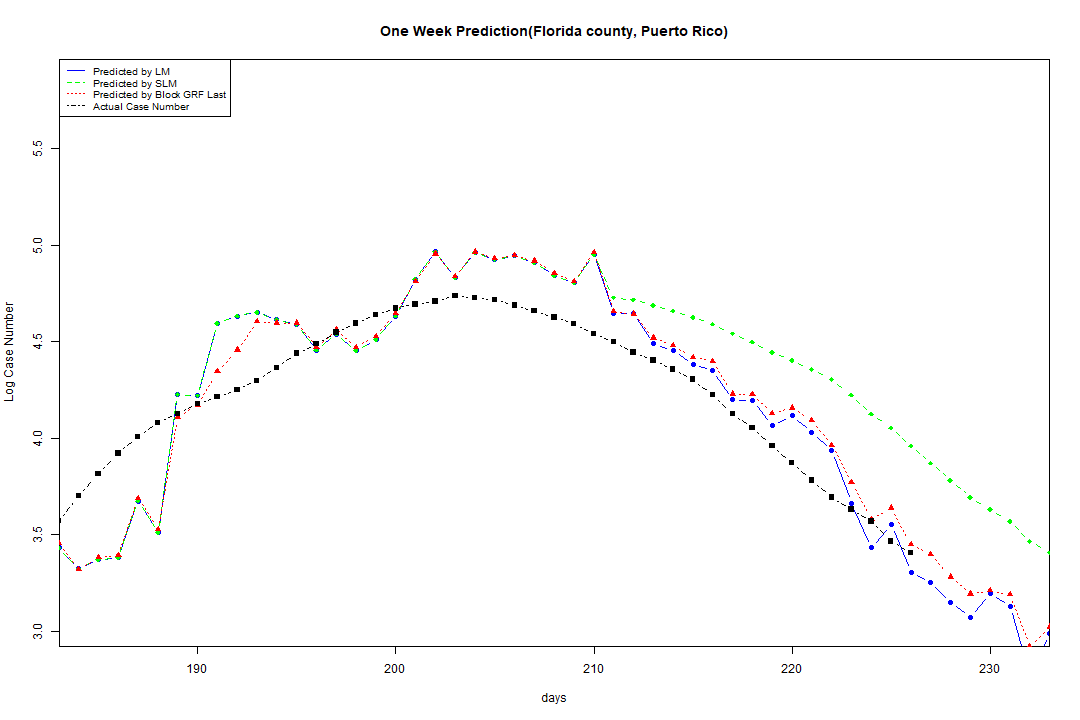 One Week Prediction(Florida county, Puerto Rico)
Predicted by LM
Predicted by SLM
Predicted by Block GRF Last
Actual Case Number
Log Case Number
5.5
5.0
4.5
4.0
3.5
3.0
190 200 210 220 230
days